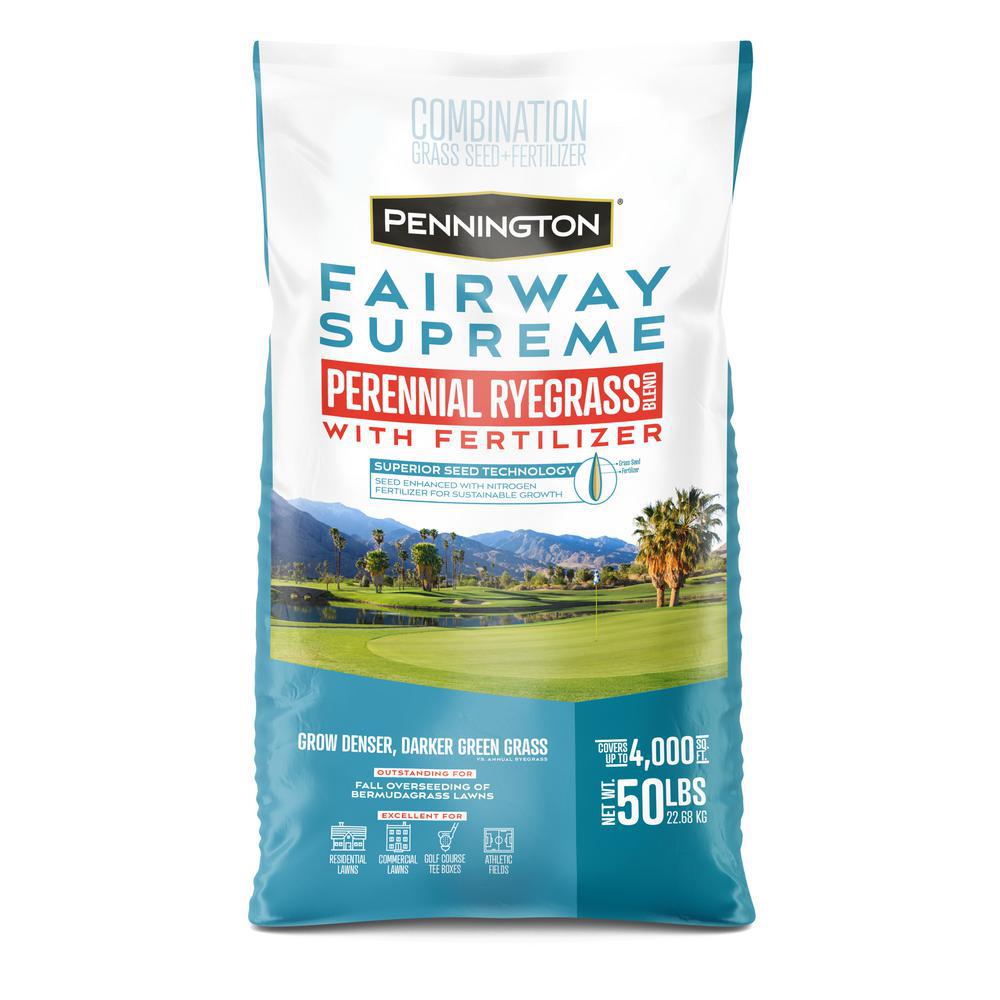 COMBINATION
GRASS SEED+FERTILIZER
PENNINGTON®
FAIRWAY
SUPREME
PERENNIAL RYEGRASS BLEND
WITH FERTILIZER
SUPERIOR SEED TECHNOLOGY
SEED ENHANCED WITH NITROGEN
FERTILIZER FOR SUSTAINABLE GROWTH
Grass Seed
Fertilizer
GROW DENSER, DARKER GREEN GRASS
VS. ANNUAL RYEGRASS
OUTSTANDING FOR
FALL OVERSEEDING OF
BERMUDAGRASS LAWNS
EXCELLENT FOR
RESIDENTIAL
LAWNS
COMMERCIAL
LAWNS
GOLF COURSE
TEE BOXES
ATHLETIC
FIELDS
COVERS UP TO 4,000 SQ. FT.
NET WT. 50 LBS
22.68 KG